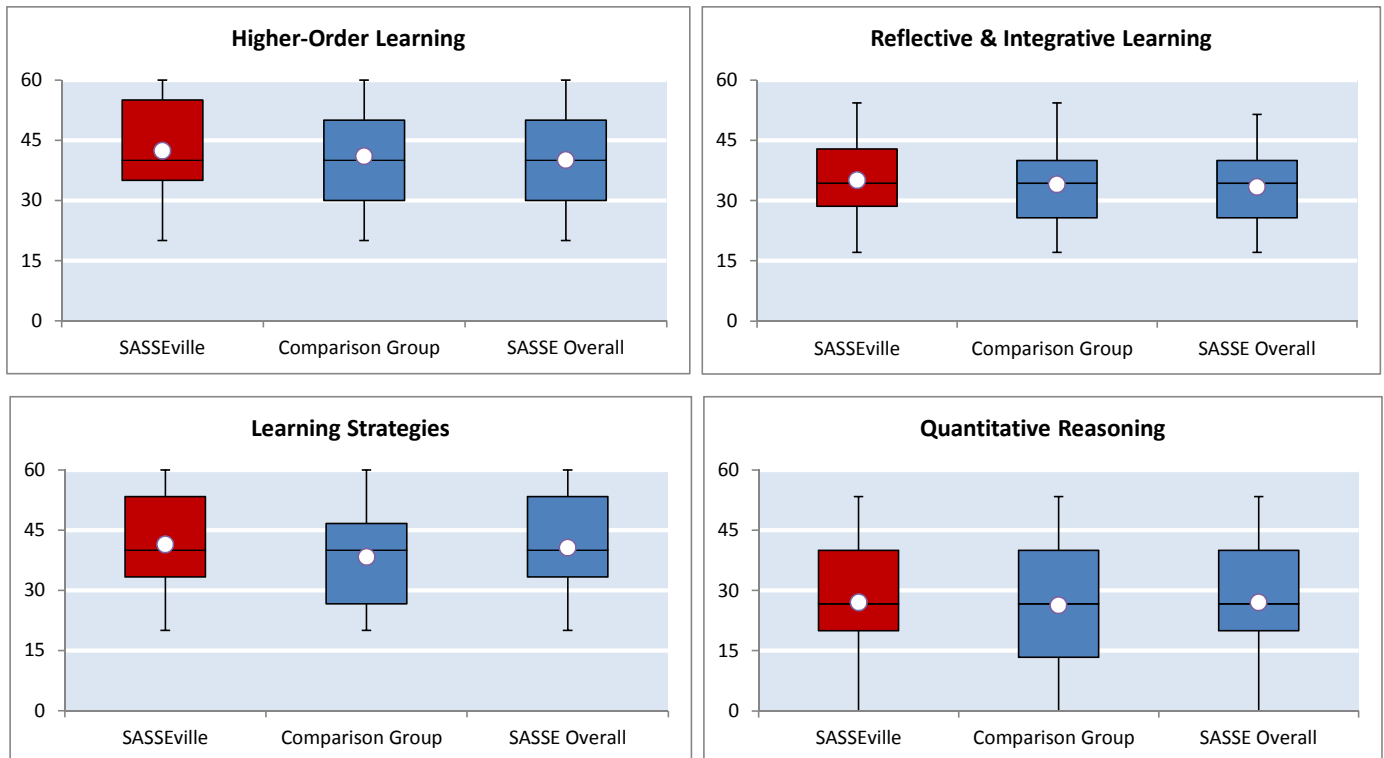 Higher-Order Learning
60
45
30
15
0
SASSEville Comparison Group SASSE Overall
Reflective & Integrative Learning
60
45
30
15
0
SASSEville Comparison Group SASSE Overall
Learning Strategies
60
45
30
15
0
SASSEville Comparison Group SASSE Overall
Quantitative Reasoning
60
45
30
15
0
SASSEville Comparison Group SASSE Overall